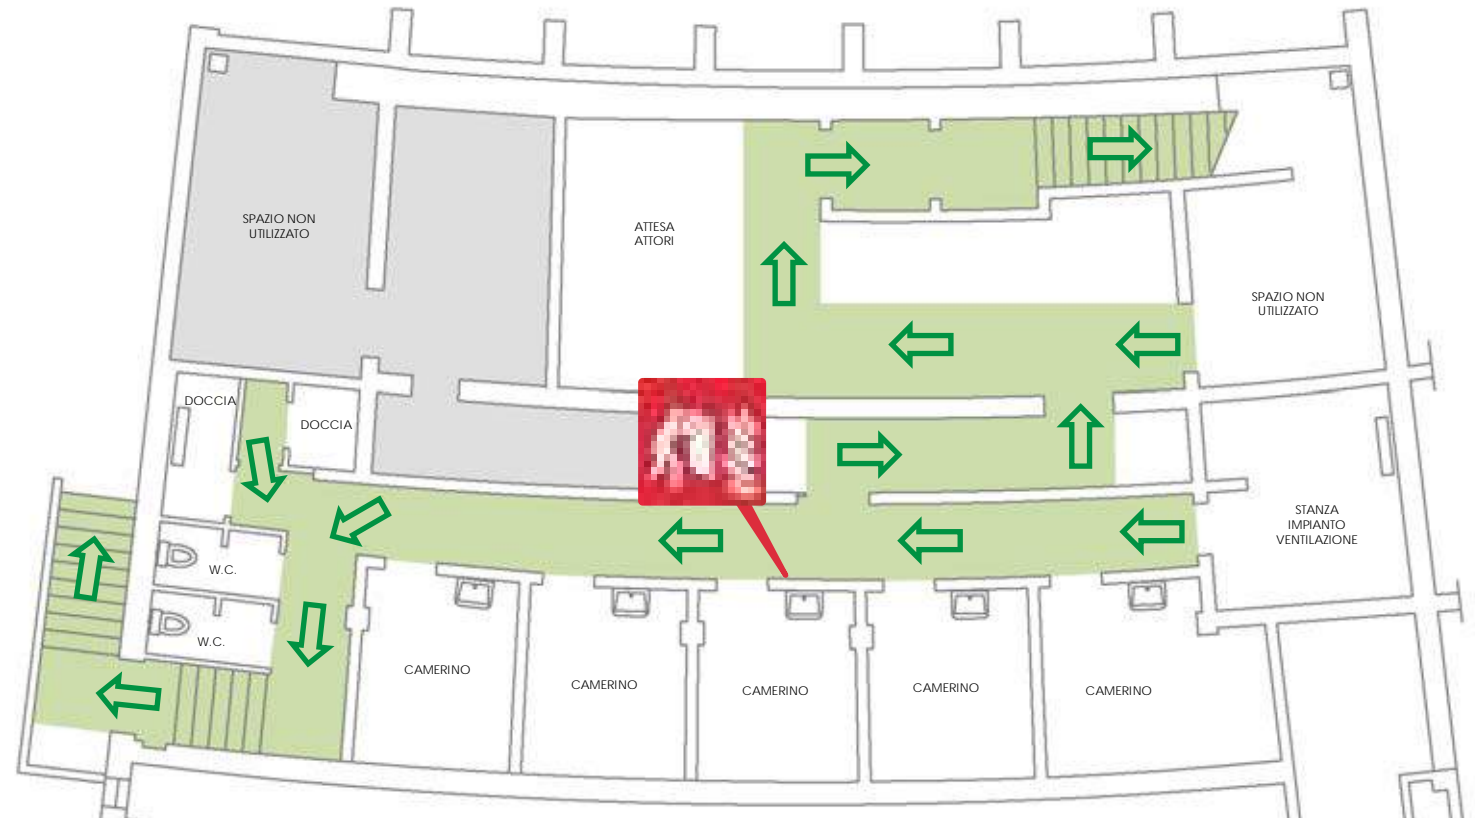 SPAZIO NON
UTILIZZATO
ATTESA
ATTORI
SPAZIO NON
UTILIZZATO
DOCCIA
DOCCIA
STANZA
IMPIANTO
VENTILAZIONE
W.C.
W.C.
CAMERINO
CAMERINO
CAMERINO
CAMERINO
CAMERINO